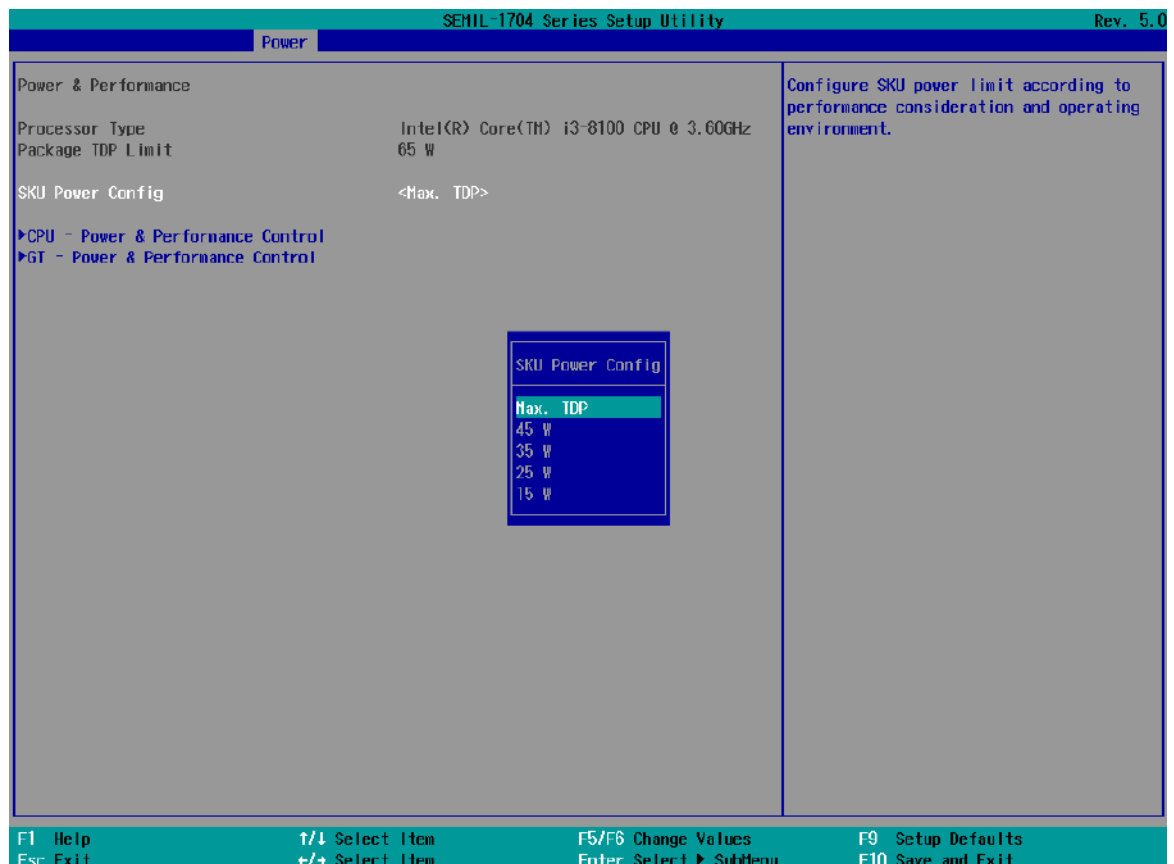 SEMIL-1704 Series Setup Utility Rev. 5.0
Power
Power & Performance
Processor Type Intel(R) Core(TM) i3-8100 CPU @ 3.60GHz
Package TDP Limit 65 W
SKU Power Config <Max. TDP>
▶CPU - Power & Performance Control
▶GT - Power & Performance Control
Configure SKU power limit according to
performance consideration and operating
environment.
SKU Power Config
Max. TDP
45 W
35 W
25 W
15 W
F1 Help ↑/↓ Select Item F5/F6 Change Values F9 Setup Defaults
Esc Exit ←/→ Select Item Enter Select ▶ SubMenu F10 Save and Exit